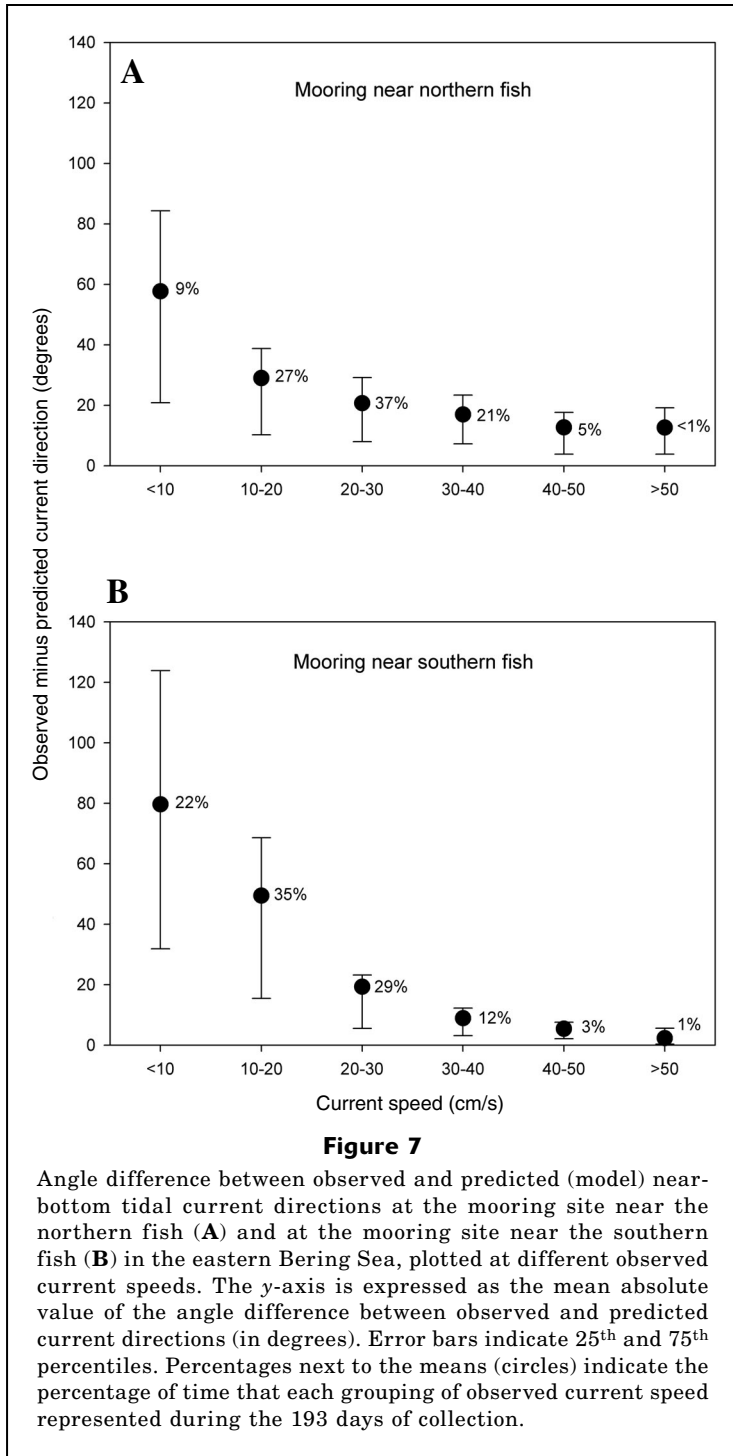 A
Mooring near northern fish
140
120
100
80
60
40
20
0
9%
27%
37%
21%
5%
<1%
<10
10-20
20-30
30-40
40-50
>50
Observed minus predicted current direction (degrees)
B
Mooring near southern fish
140
120
100
80
60
40
20
0
22%
35%
29%
12%
3%
1%
<10
10-20
20-30
30-40
40-50
>50
Current speed (cm/s)
Figure 7
Angle difference between observed and predicted (model) near-
bottom tidal current directions at the mooring site near the
northern fish (A) and at the mooring site near the southern
fish (B) in the eastern Bering Sea, plotted at different observed
current speeds. The y-axis is expressed as the mean absolute
value of the angle difference between observed and predicted
current directions (in degrees). Error bars indicate 25th and 75th
percentiles. Percentages next to the means (circles) indicate the
percentage of time that each grouping of observed current speed
represented during the 193 days of collection.